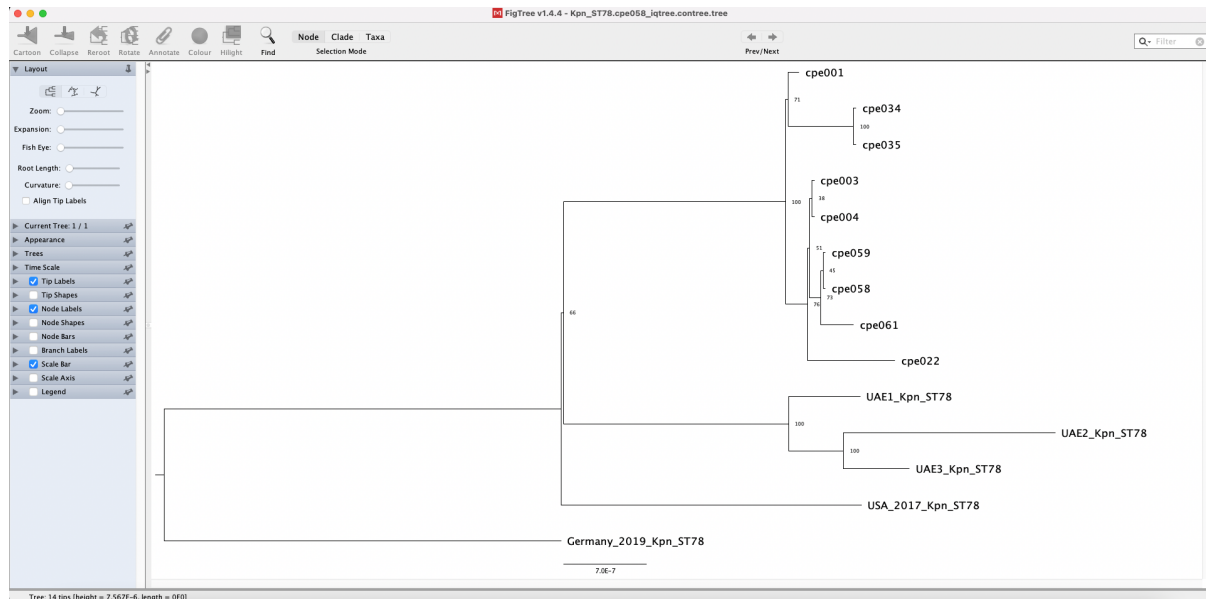 FigTree v1.4.4 - Kpn_ST78.cpe058_iqtree.contree.tree
Cartoon Collapse Reroot Rotate Annotate Colour Hilight Find
Node Clade Taxa
Selection Mode
Prev/Next
Filter
Layout
Zoom:
Expansion:
Fish Eye:
Root Length:
Curvature:
Align Tip Labels
Current Tree: 1 / 1
Appearance
Trees
Time Scale
Tip Labels
Tip Shapes
Node Labels
Node Shapes
Node Bars
Branch Labels
Scale Bar
Scale Axis
Legend
cpe001
71
cpe034
100
cpe035
cpe003
38
100
cpe004
51
cpe059
45
cpe058
73
76
cpe061
66
cpe022
UAE1_Kpn_ST78
100
UAE2_Kpn_ST78
100
UAE3_Kpn_ST78
USA_2017_Kpn_ST78
Germany_2019_Kpn_ST78
7.0E-7
Tree: 14 tips [height = 7.567E-6, length = 0E0]